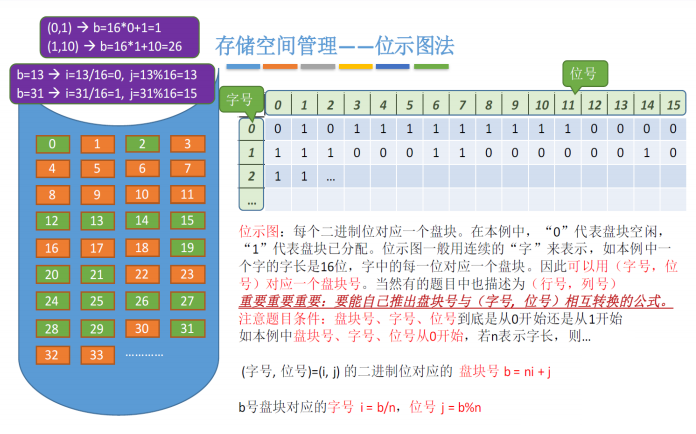 (0,1) → b=16*0+1=1
(1,10) → b=16*1+10=26
存储空间管理——位示图法
b=13 → i=13/16=0, j=13%16=13
b=31 → i=31/16=1, j=31%16=15
字号
位号
0 1 2 3 4 5 6 7 8 9 10 11 12 13 14 15
0 0 1 0 1 1 1 1 1 1 1 1 1 0 0 0 0
1 1 1 1 0 0 0 1 1 0 0 0 0 0 0 1 0
2 1 1 ...
...
0 1 2 3
4 5 6 7
8 9 10 11
12 13 14 15
16 17 18 19
20 21 22 23
24 25 26 27
28 29 30 31
32 33 …………
位示图：每个二进制位对应一个盘块。在本例中，“0”代表盘块空闲，
“1”代表盘块已分配。位示图一般用连续的“字”来表示，如本例中一
个字的字长是16位，字中的每一位对应一个盘块。因此可以用（字号，位
号）对应一个盘块号。当然有的题目中也描述为（行号，列号）
重要重要重要：要能自己推出盘块号与（字号, 位号）相互转换的公式。
注意题目条件：盘块号、字号、位号到底是从0开始还是从1开始
如本例中盘块号、字号、位号从0开始，若n表示字长，则...
(字号, 位号)=(i, j) 的二进制位对应的 盘块号 b = ni + j
b号盘块对应的字号 i = b/n，位号 j = b%n